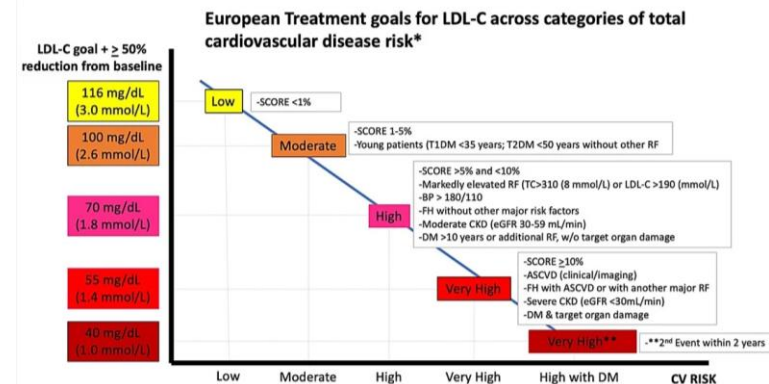 European Treatment goals for LDL-C across categories of total
cardiovascular disease risk*
LDL-C goal + ≥ 50%
reduction from baseline
116 mg/dL
(3.0 mmol/L)
Low
-SCORE <1%
100 mg/dL
(2.6 mmol/L)
Moderate
-SCORE 1-5%
-Young patients (T1DM <35 years; T2DM <50 years without other RF
70 mg/dL
(1.8 mmol/L)
High
-SCORE >5% and <10%
-Markedly elevated RF (TC>310 (8 mmol/L) or LDL-C >190 (mmol/L)
-BP > 180/110
-FH without other major risk factors
-Moderate CKD (eGFR 30-59 mL/min)
-DM >10 years or additional RF, w/o target organ damage
55 mg/dL
(1.4 mmol/L)
Very High
-SCORE ≥10%
-ASCVD (clinical/imaging)
-FH with ASCVD or with another major RF
-Severe CKD (eGFR <30mL/min)
-DM & target organ damage
40 mg/dL
(1.0 mmol/L)
Very High**
-**2nd Event within 2 years
Low
Moderate
High
Very High
High with DM
CV RISK